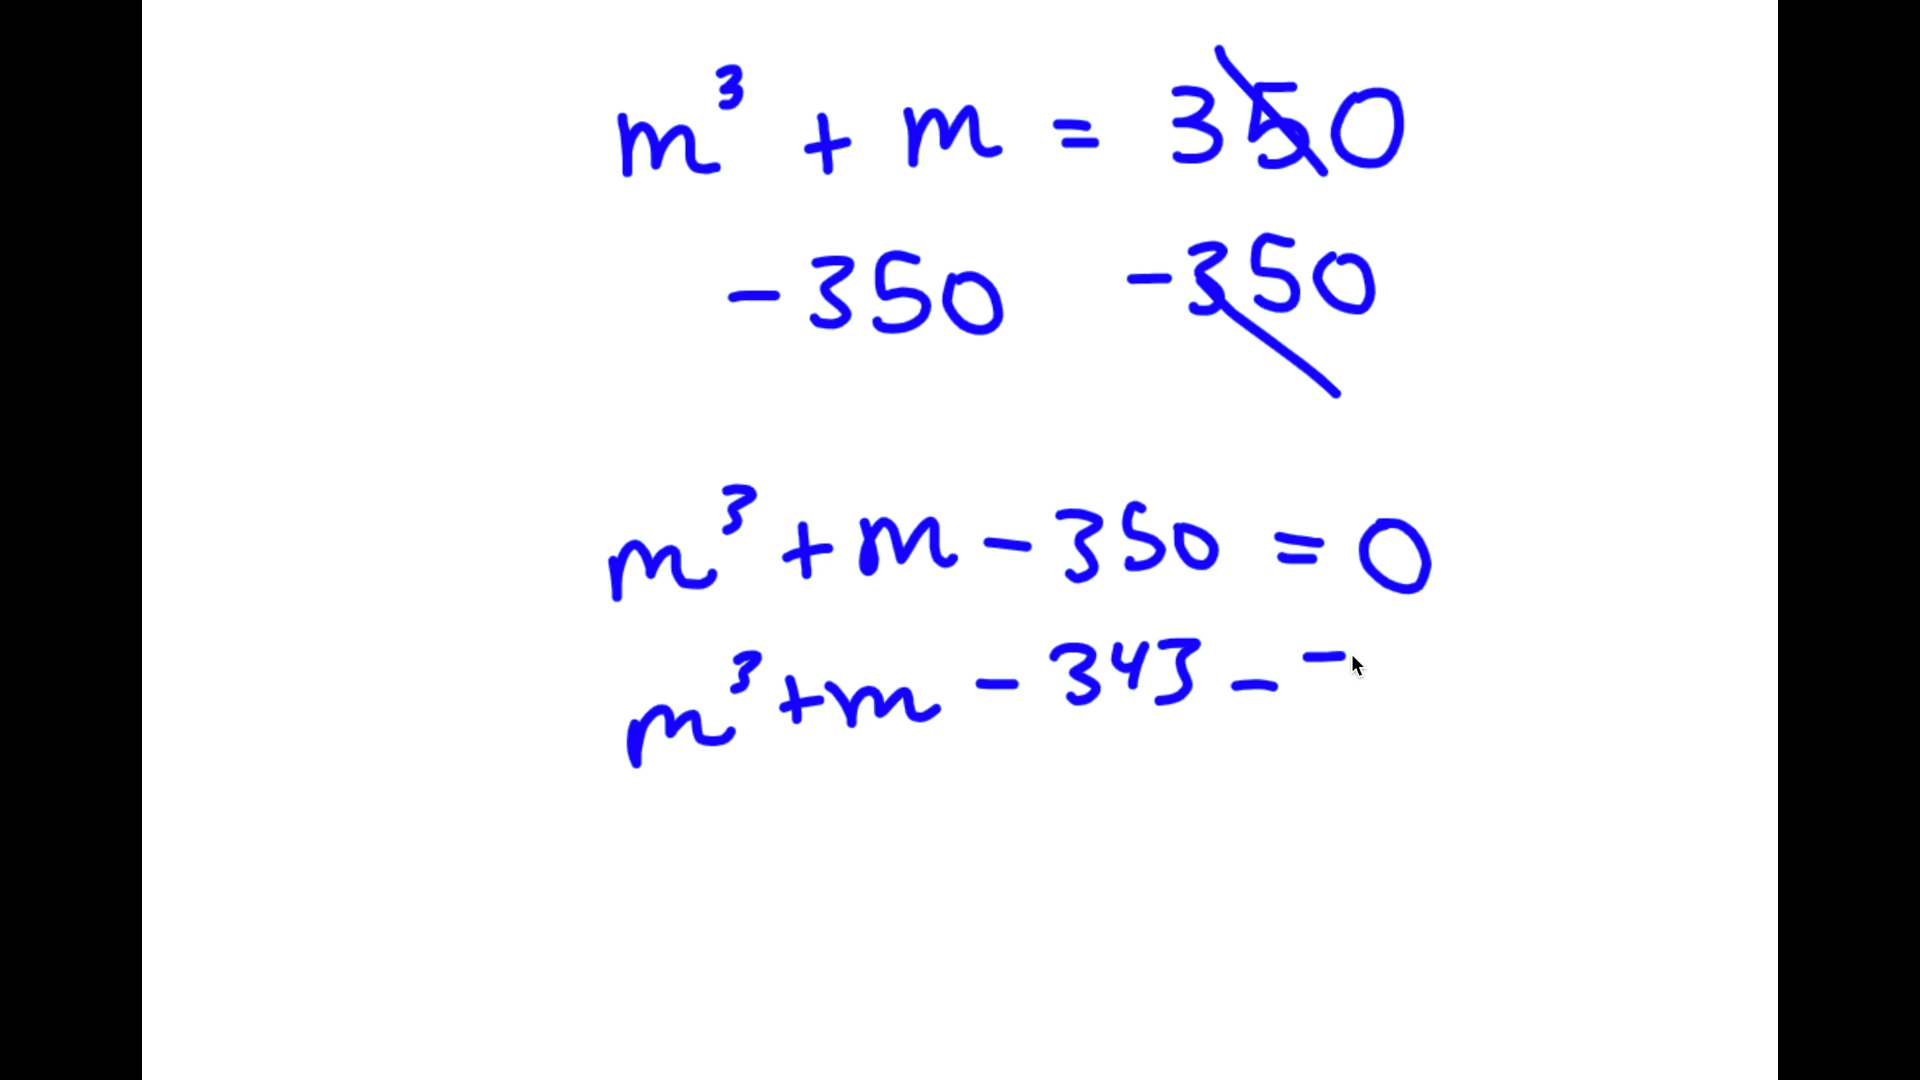 m³ + m = 350
-350 -350
m³ + m - 350 = 0
m³ + m - 343 - -